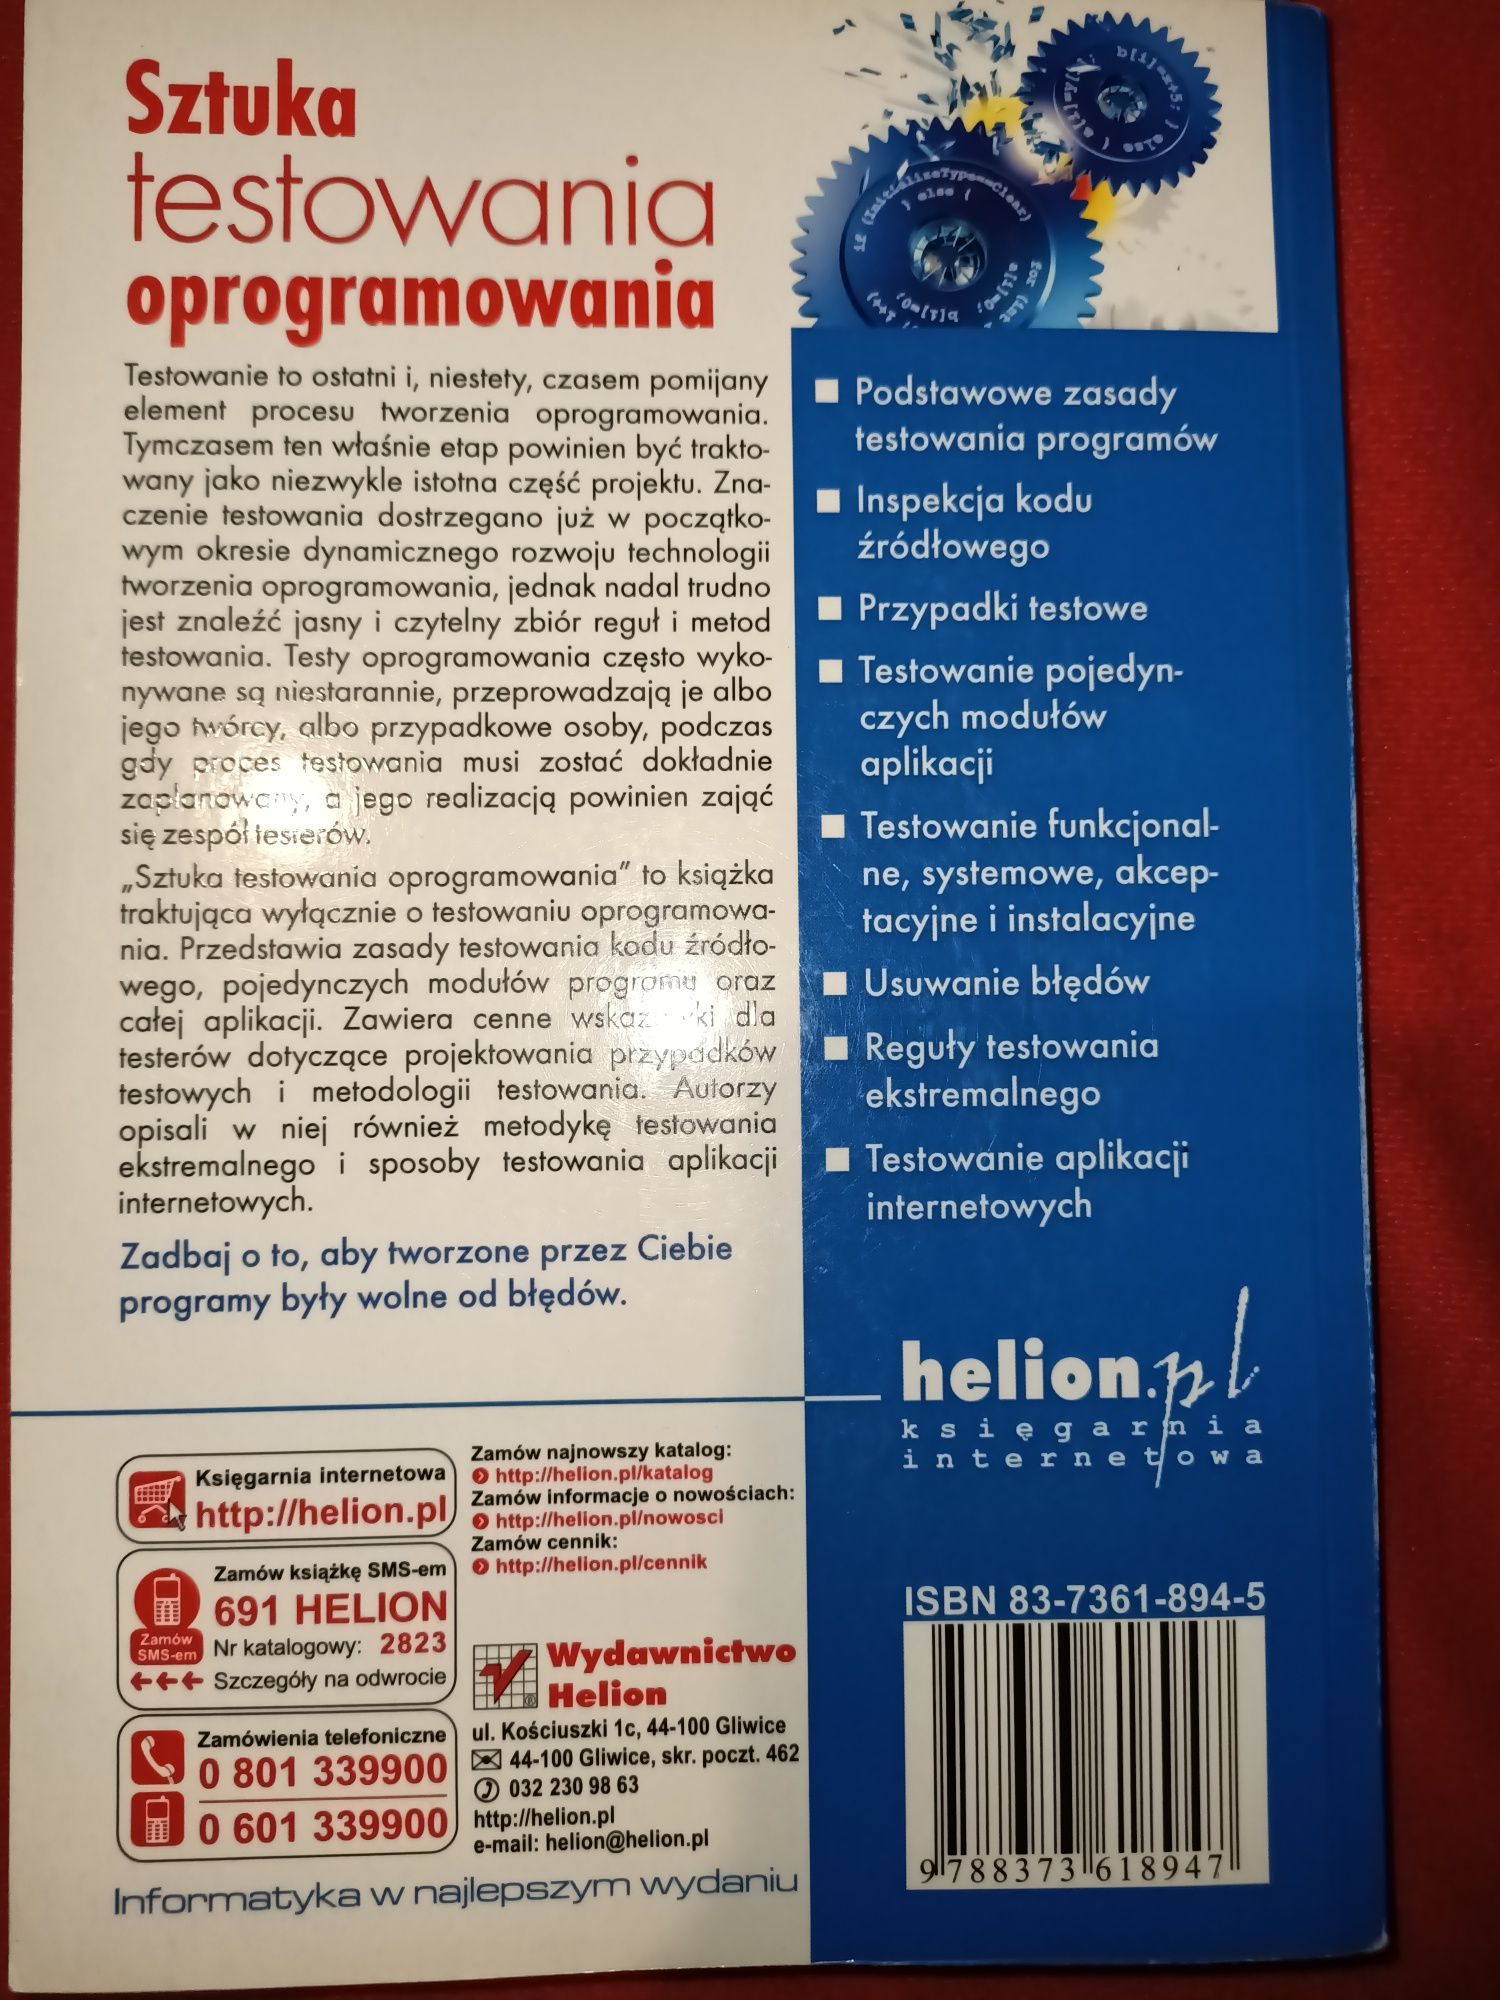 Sztuka
testowania
oprogramowania
Testowanie to ostatni i, niestety, czasem pomijany
element procesu tworzenia oprogramowania.
Tymczasem ten właśnie etap powinien być trakto-
wany jako niezwykle istotna część projektu. Zna-
czenie testowania dostrzegano już w początko-
wym okresie dynamicznego rozwoju technologii
tworzenia oprogramowania, jednak nadal trudno
jest znaleźć jasny i czytelny zbiór reguł i metod
testowania. Testy oprogramowania często wyko-
nywane są niestarannie, przeprowadzają je albo
jego twórcy, albo przypadkowe osoby, podczas
gdy proces testowania musi zostać dokładnie
zaplanowany, a jego realizacją powinien zająć
się zespół testerów.
„Sztuka testowania oprogramowania” to książka
traktująca wyłącznie o testowaniu oprogramowa-
nia. Przedstawia zasady testowania kodu źródło-
wego, pojedynczych modułów programu oraz
całej aplikacji. Zawiera cenne dla
testerów dotyczące projektowania przypadków
testowych i metodologii testowania. Autorzy
opisali w niej również metodykę testowania
ekstremalnego i sposoby testowania aplikacji
internetowych.
Zadbaj o to, aby tworzone przez Ciebie
programy były wolne od błędów.
b[i]=x+5;
} else {
a[x]=y[
if (InitializeType==Clear)
} else {
for (int
a[i]=0;
b[i]=0;
i++)
Podstawowe zasady
testowania programów
Inspekcja kodu
źródłowego
Przypadki testowe
Testowanie pojedyn-
czych modułów
aplikacji
Testowanie funkcjonal-
ne, systemowe, akcep-
tacyjne i instalacyjne
Usuwanie błędów
Reguły testowania
ekstremalnego
Testowanie aplikacji
internetowych
helion.pl
księgarnia
internetowa
Księgarnia internetowa
http://helion.pl
Zamów książkę SMS-em
691 HELION
Zamów
SMS-em
Nr katalogowy: 2823
Szczegóły na odwrocie
Zamówienia telefoniczne
0 801 339900
0 601 339900
Zamów najnowszy katalog:
http://helion.pl/katalog
Zamów informacje o nowościach:
http://helion.pl/nowosci
Zamów cennik:
http://helion.pl/cennik
Wydawnictwo
Helion
®
ul. Kościuszki 1c, 44-100 Gliwice
44-100 Gliwice, skr. poczt. 462
032 230 98 63
http://helion.pl
e-mail: helion@helion.pl
Informatyka w najlepszym wydaniu
ISBN 83-7361-894-5
9 788373 618947